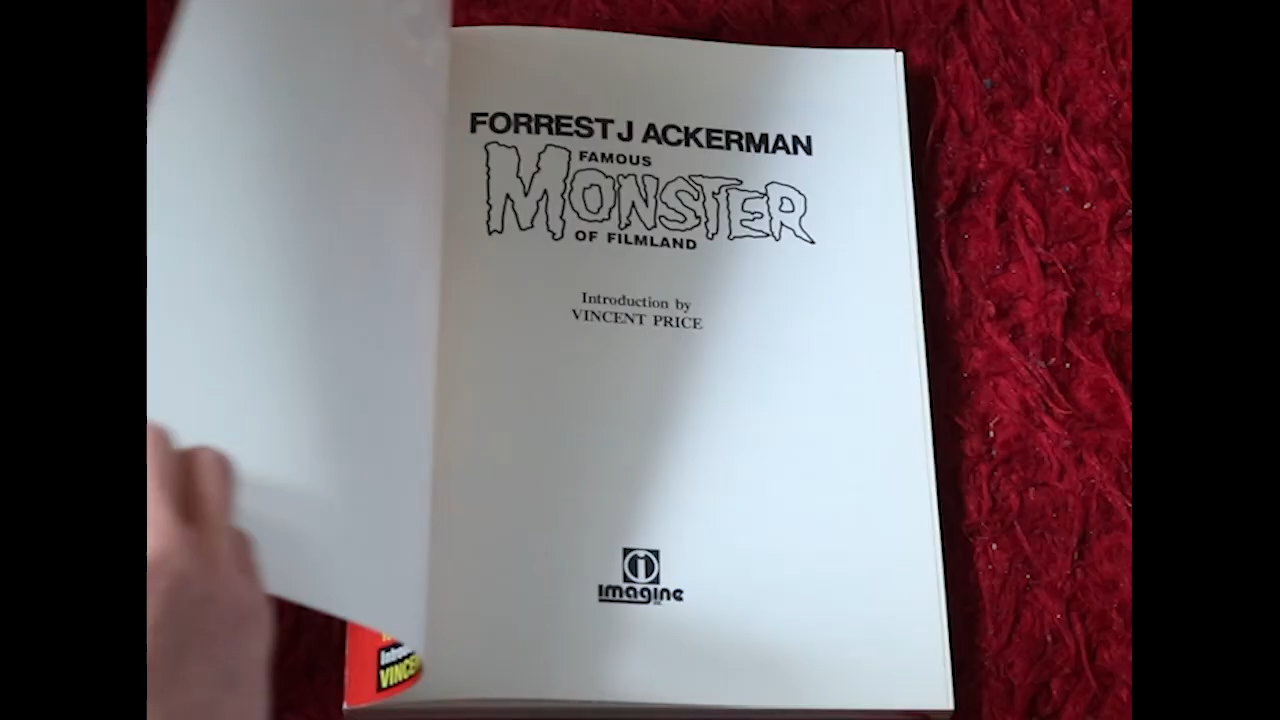 FORREST J ACKERMAN
FAMOUS
MONSTER
OF FILMLAND
Introduction by
VINCENT PRICE
imagine